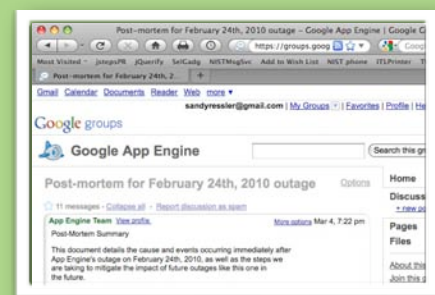 Post-mortem for February 24th, 2010 outage – Google App Engine | Google G
https://groups.goog
Most Visited jstepsPR jQuerify SelGadg NISTMsgSvc Add to Wish List NIST phone ITLPrinter T
Post-mortem for February 24th, 2...
Gmail Calendar Documents Reader Web more ▼
sandyressler@gmail.com | My Groups | Favorites | Profile | He
Google groups
Google App Engine
Search this gr
Post-mortem for February 24th, 2010 outage Options
Home
11 messages - Collapse all - Report discussion as spam
Discuss
+ new po
App Engine Team View profile More options Mar 4, 7:22 pm
Pages
Post-Mortem Summary
Files
This document details the cause and events occurring immediately after
App Engine's outage on February 24th, 2010, as well as the steps we
are taking to mitigate the impact of future outages like this one in
the future.
About this
Join this g